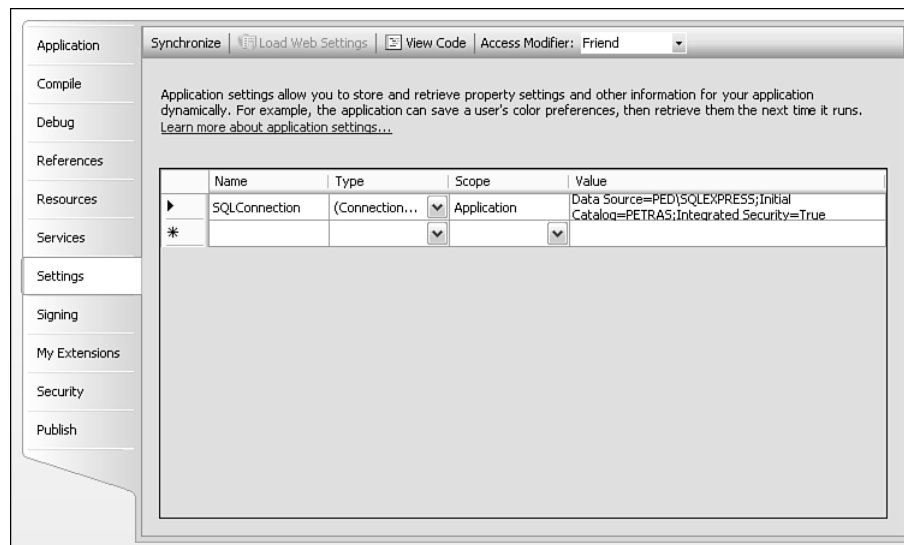 Application
Compile
Debug
References
Resources
Services
Settings
Signing
My Extensions
Security
Publish
Synchronize Load Web Settings View Code Access Modifier: Friend
Application settings allow you to store and retrieve property settings and other information for your application
dynamically. For example, the application can save a user's color preferences, then retrieve them the next time it runs.
Learn more about application settings...
Name Type Scope Value
SQLConnection (Connection... Application Data Source=PED\SQLEXPRESS;Initial
Catalog=PETRAS;Integrated Security=True